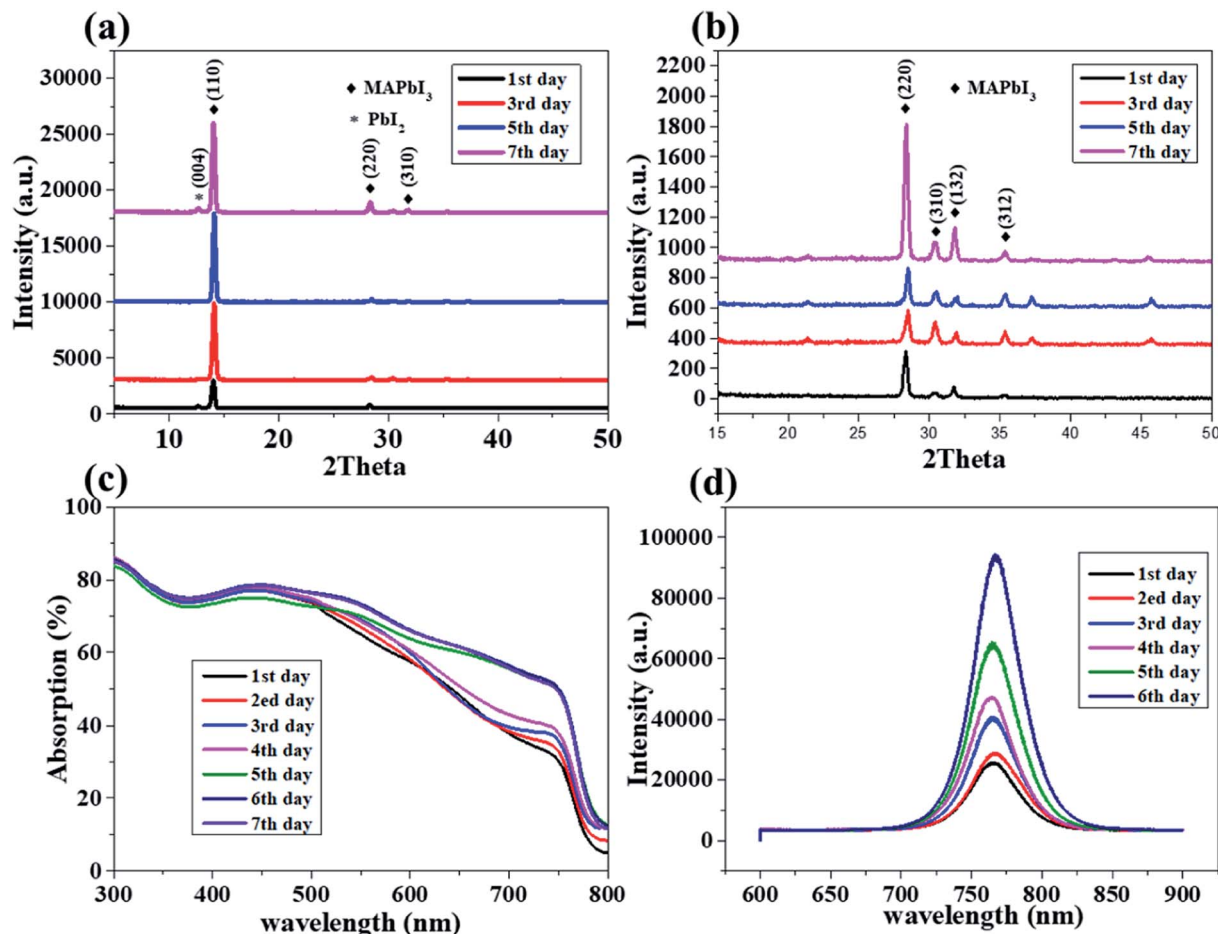 (a)
30000
25000
20000
15000
10000
5000
0
Intensity (a.u.)
◆ MAPbI3
* PbI2
1st day
3rd day
5th day
7th day
* (004)
◆ (110)
◆ (220)
◆ (310)
10
20
30
40
50
2Theta
(b)
2200
2000
1800
1600
1400
1200
1000
800
600
400
200
0
Intensity (a.u.)
◆ MAPbI3
1st day
3rd day
5th day
7th day
◆ (220)
◆ (310)
◆ (132)
◆ (312)
15
20
25
30
35
40
45
50
2Theta
(c)
100
80
60
40
20
0
Absorption (%)
1st day
2ed day
3rd day
4th day
5th day
6th day
7th day
300
400
500
600
700
800
wavelength (nm)
(d)
100000
80000
60000
40000
20000
0
Intensity (a.u.)
1st day
2ed day
3rd day
4th day
5th day
6th day
600
650
700
750
800
850
900
wavelength (nm)